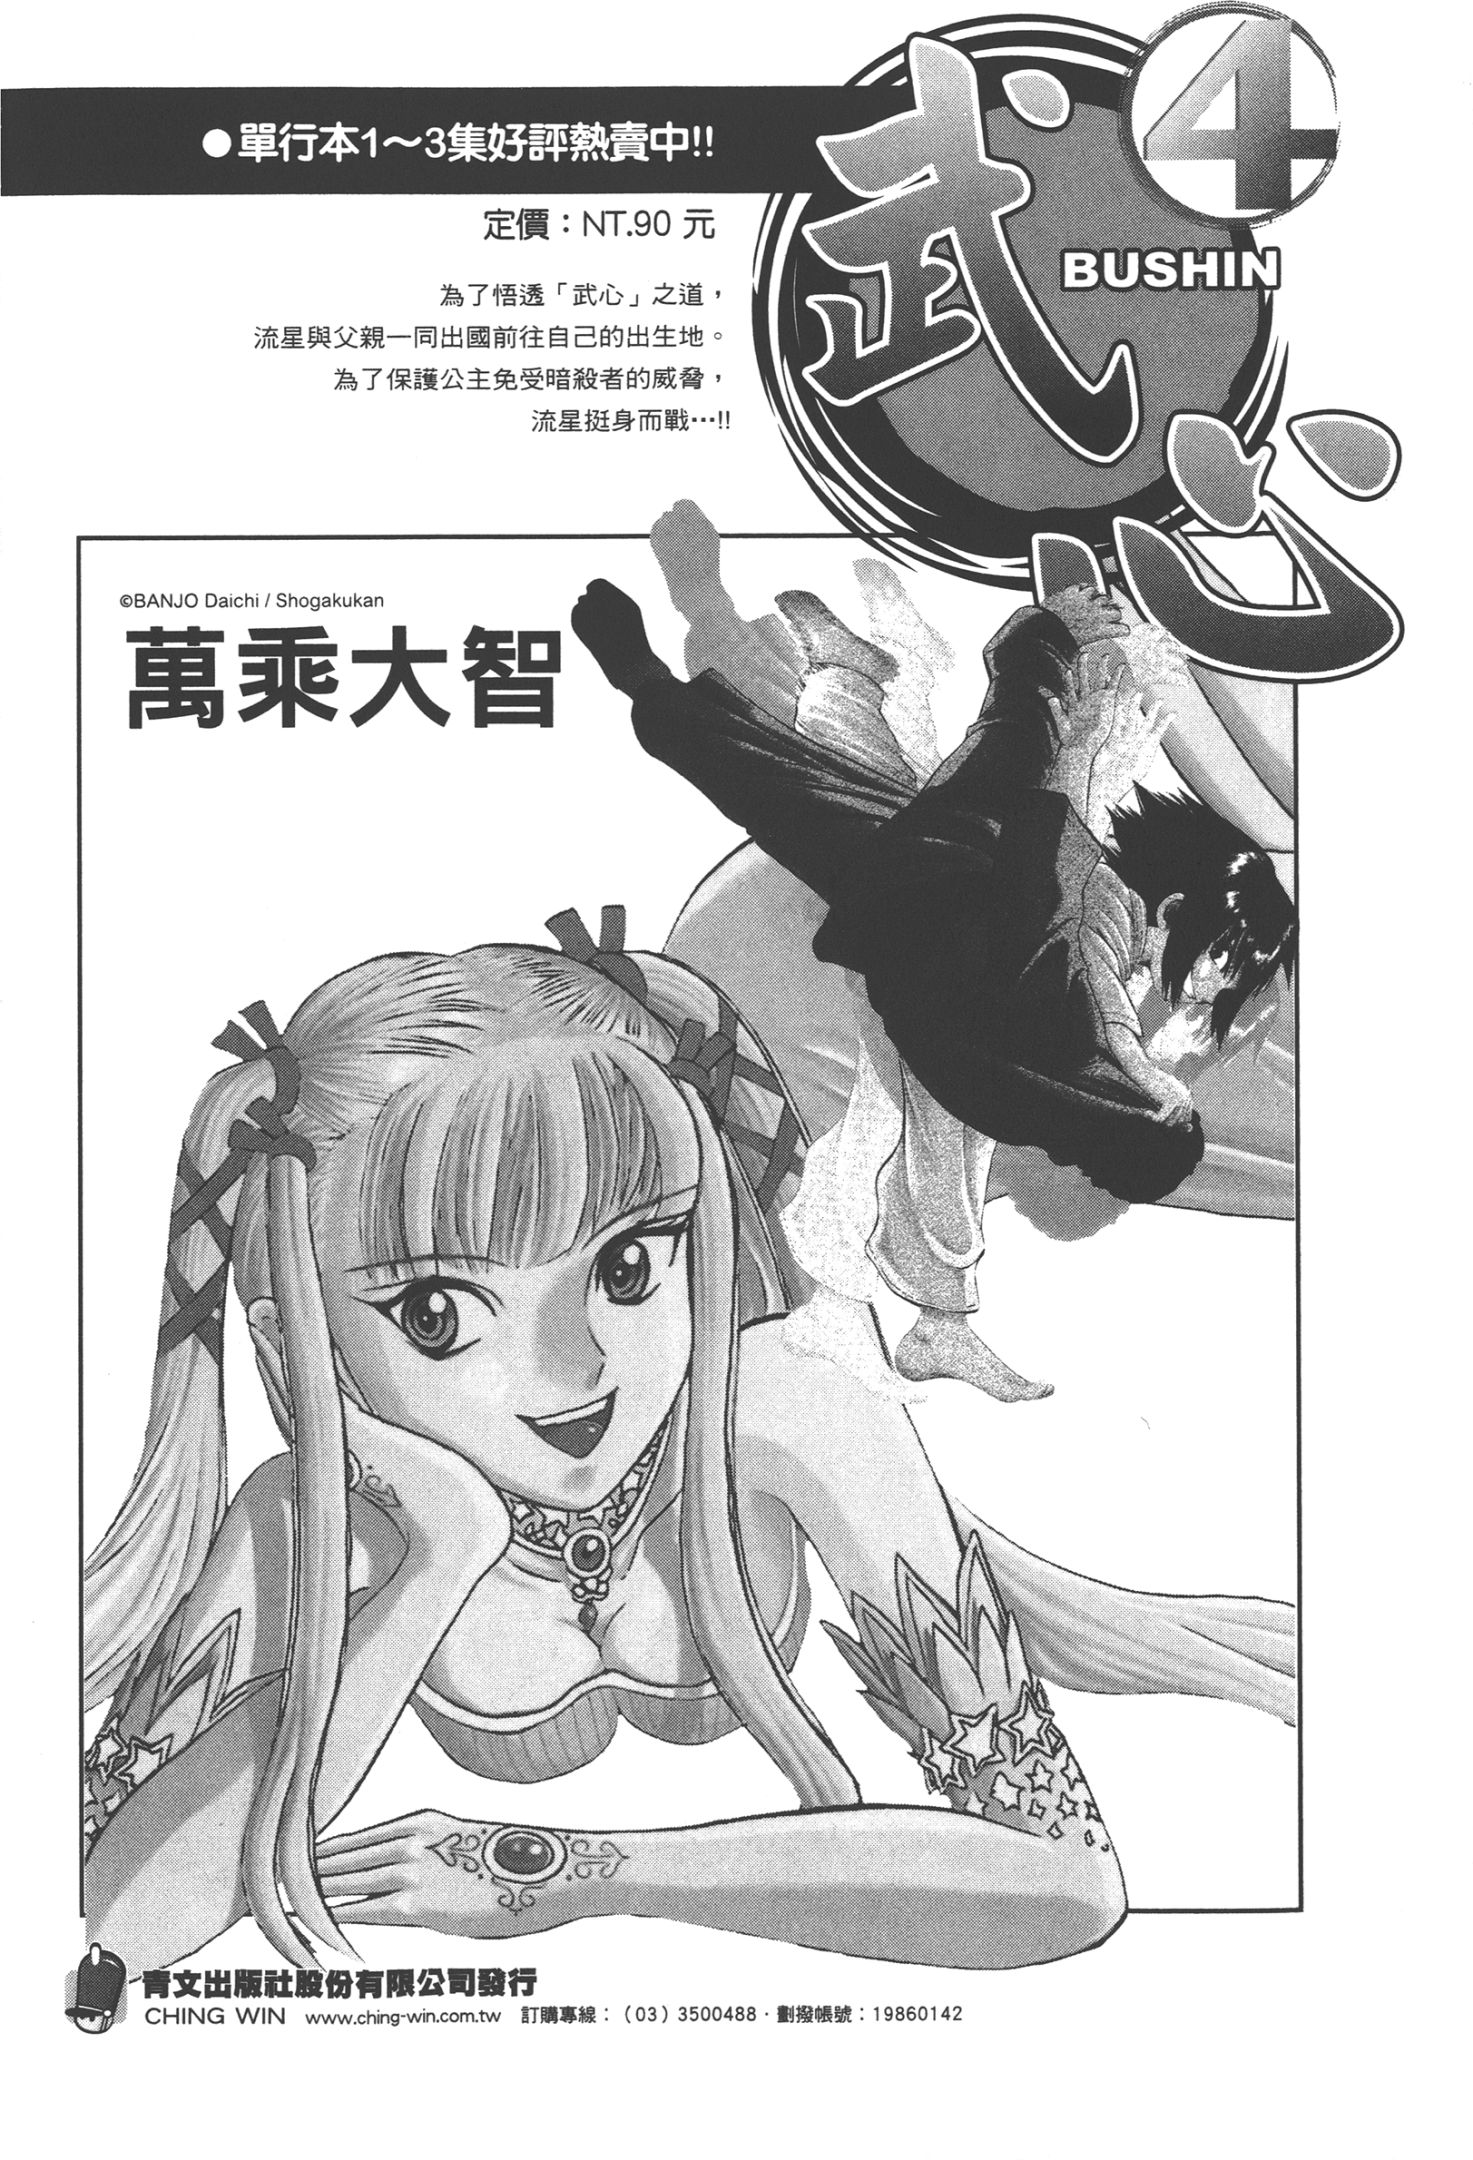 4
武心
BUSHIN
●單行本1～3集好評熱賣中!!
定價：NT.90 元
為了悟透「武心」之道，
流星與父親一同出國前往自己的出生地。
為了保護公主免受暗殺者的威脅，
流星挺身而戰…!!
©BANJO Daichi / Shogakukan
萬乘大智
青文出版社股份有限公司發行
CHING WIN www.ching-win.com.tw 訂購專線：（03）3500488．劃撥帳號：19860142